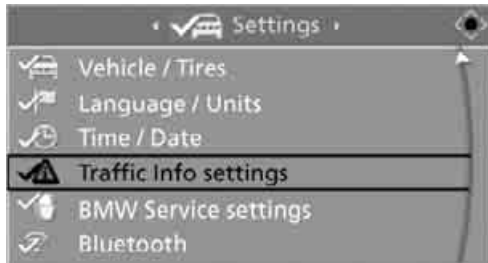 Settings
Vehicle / Tires
Language / Units
Time / Date
Traffic Info settings
BMW Service settings
Bluetooth